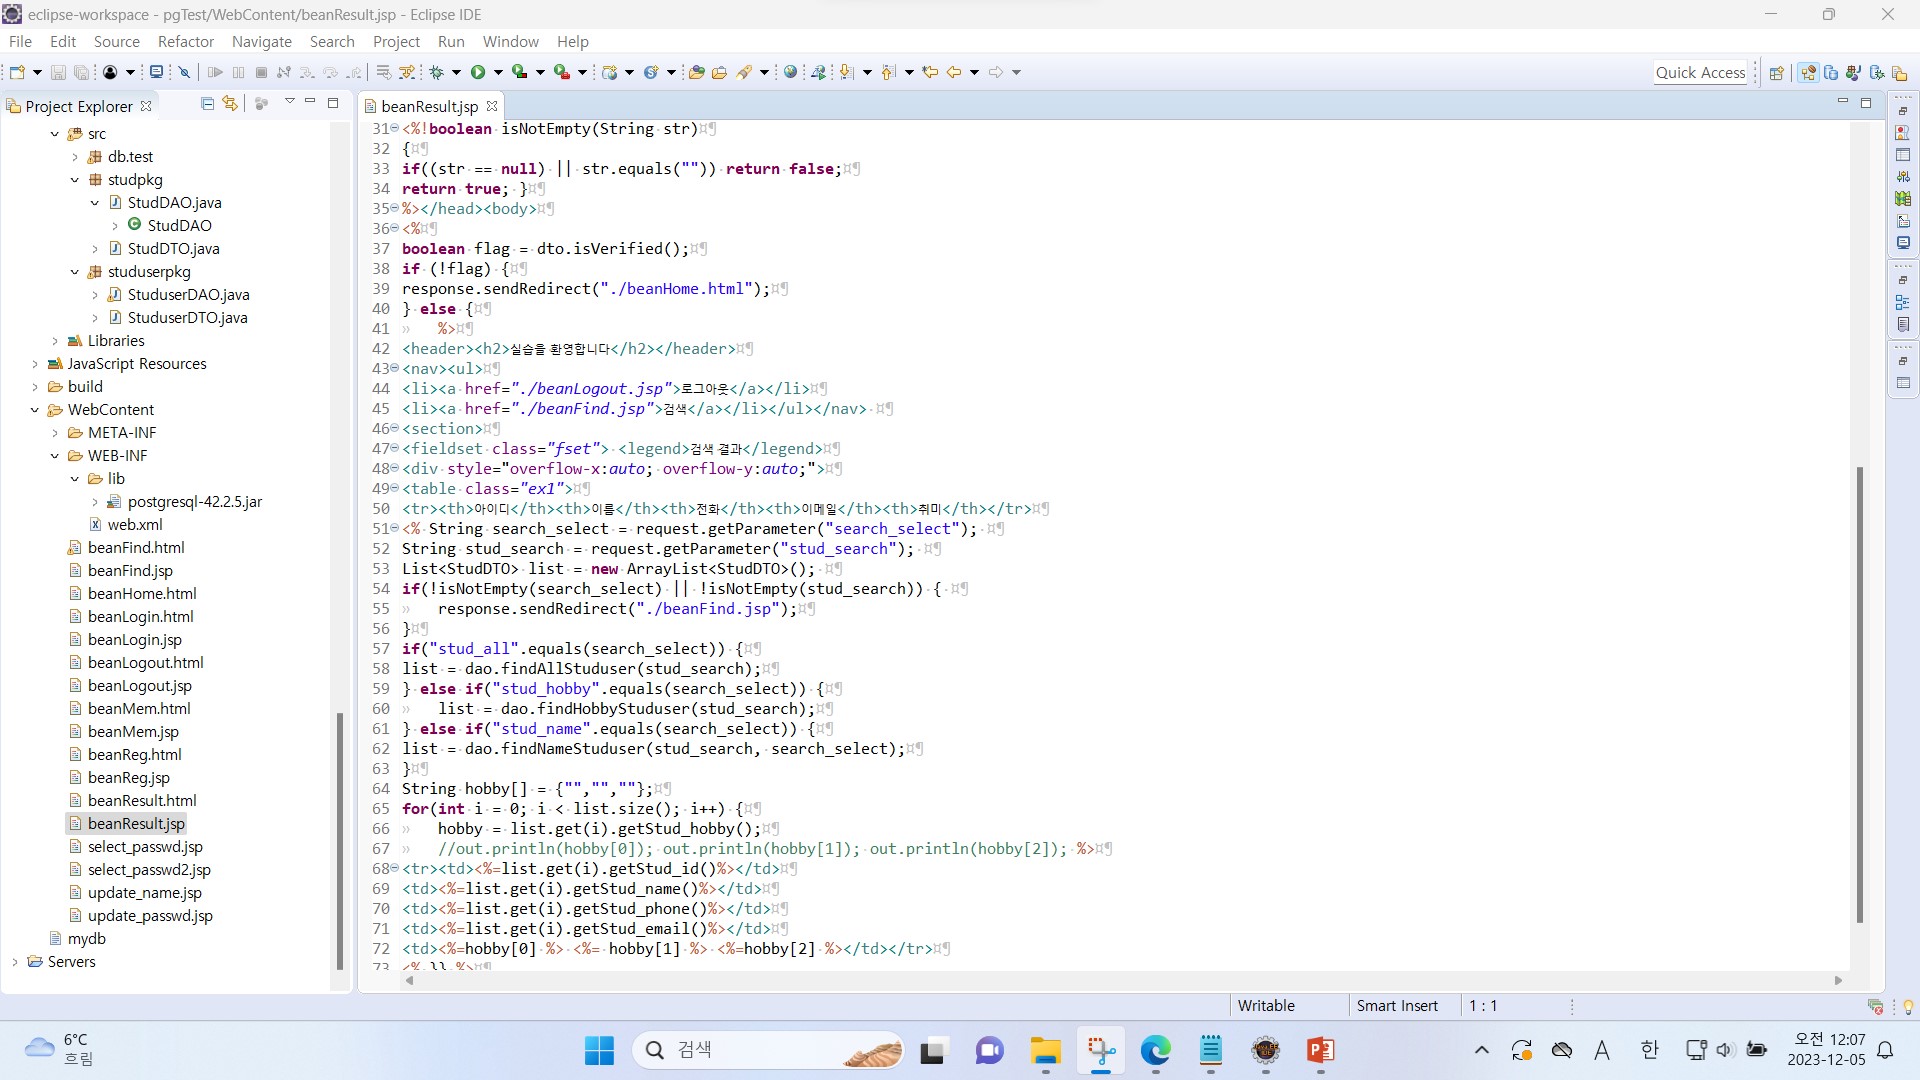 eclipse-workspace - pgTest/WebContent/beanResult.jsp - Eclipse IDE
File Edit Source Refactor Navigate Search Project Run Window Help
Quick Access
Project Explorer
src
db.test
studpkg
StudDAO.java
StudDAO
StudDTO.java
studuserpkg
StuduserDAO.java
StuduserDTO.java
Libraries
JavaScript Resources
build
WebContent
META-INF
WEB-INF
lib
postgresql-42.2.5.jar
web.xml
beanFind.html
beanFind.jsp
beanHome.html
beanLogin.html
beanLogin.jsp
beanLogout.html
beanLogout.jsp
beanMem.html
beanMem.jsp
beanReg.html
beanReg.jsp
beanResult.html
beanResult.jsp
select_passwd.jsp
select_passwd2.jsp
update_name.jsp
update_passwd.jsp
mydb
Servers
beanResult.jsp
31 <%!boolean isNotEmpty(String str)
32 {
33 if((str == null) || str.equals("")) return false;
34 return true; }
35 %></head><body>
36 <%
37 boolean flag = dto.isVerified();
38 if (!flag) {
39 response.sendRedirect("./beanHome.html");
40 } else {
41 %>
42 <header><h2>실습을 환영합니다</h2></header>
43 <nav><ul>
44 <li><a href="./beanLogout.jsp">로그아웃</a></li>
45 <li><a href="./beanFind.jsp">검색</a></li></ul></nav>
46 <section>
47 <fieldset class="fset"> <legend>검색 결과</legend>
48 <div style="overflow-x:auto; overflow-y:auto;">
49 <table class="ex1">
50 <tr><th>아이디</th><th>이름</th><th>전화</th><th>이메일</th><th>취미</th></tr>
51 <% String search_select = request.getParameter("search_select");
52 String stud_search = request.getParameter("stud_search");
53 List<StudDTO> list = new ArrayList<StudDTO>();
54 if(!isNotEmpty(search_select) || !isNotEmpty(stud_search)) {
55 response.sendRedirect("./beanFind.jsp");
56 }
57 if("stud_all".equals(search_select)) {
58 list = dao.findAllStuduser(stud_search);
59 } else if("stud_hobby".equals(search_select)) {
60 list = dao.findHobbyStuduser(stud_search);
61 } else if("stud_name".equals(search_select)) {
62 list = dao.findNameStuduser(stud_search, search_select);
63 }
64 String hobby[] = {"","",""};
65 for(int i = 0; i < list.size(); i++) {
66 hobby = list.get(i).getStud_hobby();
67 //out.println(hobby[0]); out.println(hobby[1]); out.println(hobby[2]); %>
68 <tr><td><%=list.get(i).getStud_id()%></td>
69 <td><%=list.get(i).getStud_name()%></td>
70 <td><%=list.get(i).getStud_phone()%></td>
71 <td><%=list.get(i).getStud_email()%></td>
72 <td><%=hobby[0] %> <%= hobby[1] %> <%=hobby[2] %></td></tr>
73 <% }} %>
Writable Smart Insert 1 : 1
6°C
흐림
검색
A 한
오전 12:07
2023-12-05